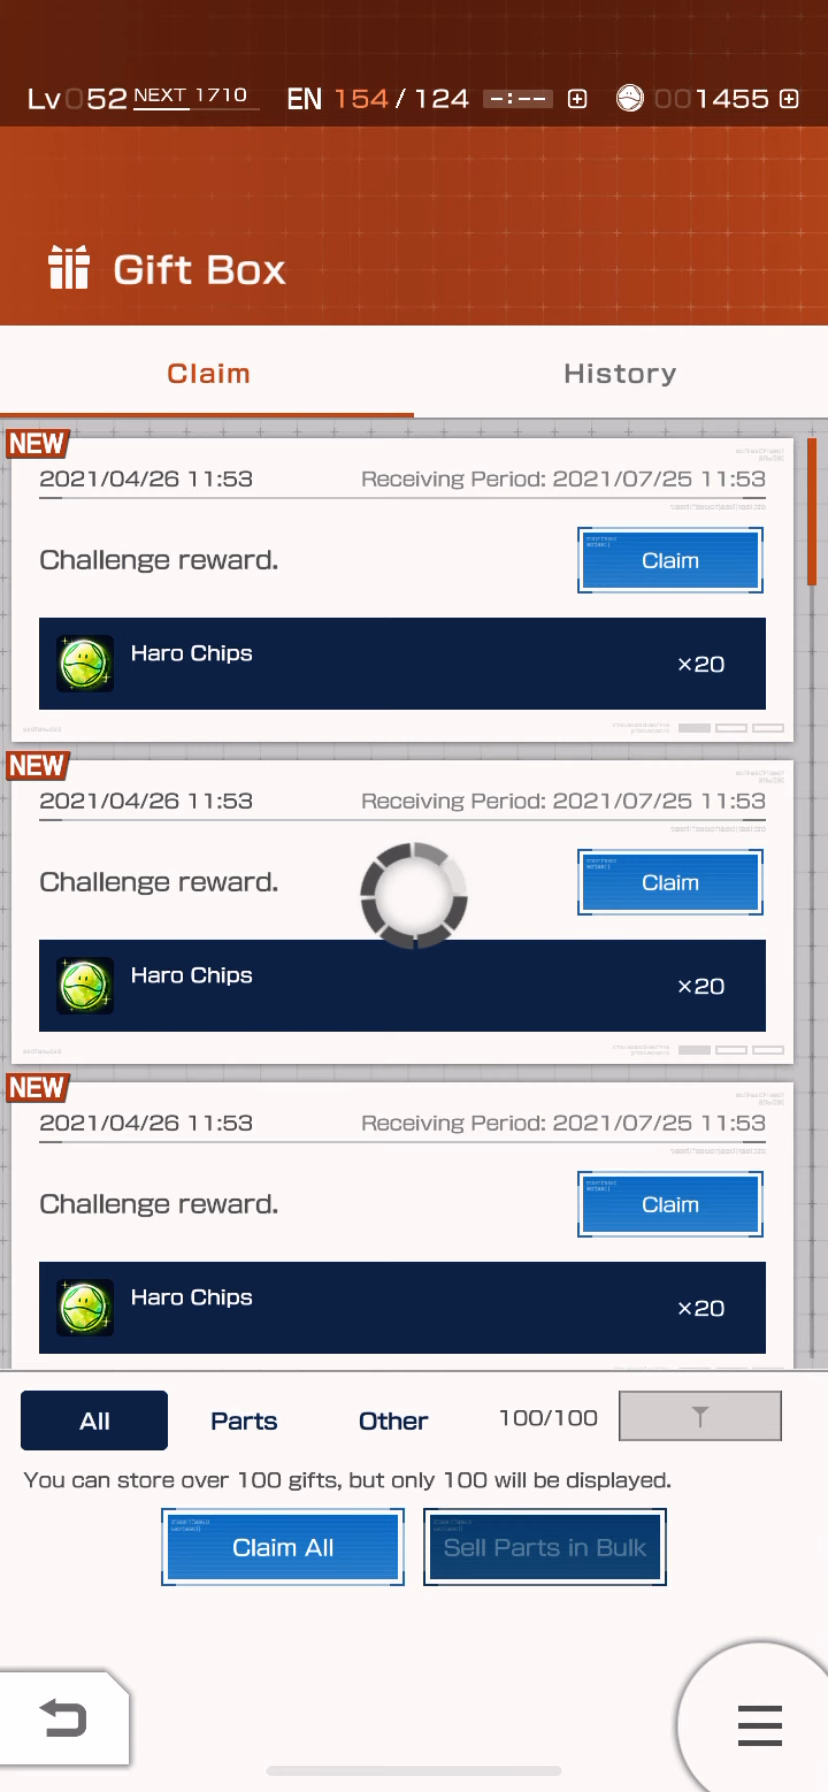 Lv 052 NEXT 1710 EN 154/124 -:-- 001455
Gift Box
Claim History
NEW
2021/04/26 11:53 Receiving Period: 2021/07/25 11:53
Challenge reward. Claim
Haro Chips ×20
NEW
2021/04/26 11:53 Receiving Period: 2021/07/25 11:53
Challenge reward. Claim
Haro Chips ×20
NEW
2021/04/26 11:53 Receiving Period: 2021/07/25 11:53
Challenge reward. Claim
Haro Chips ×20
All Parts Other 100/100
You can store over 100 gifts, but only 100 will be displayed.
Claim All Sell Parts in Bulk